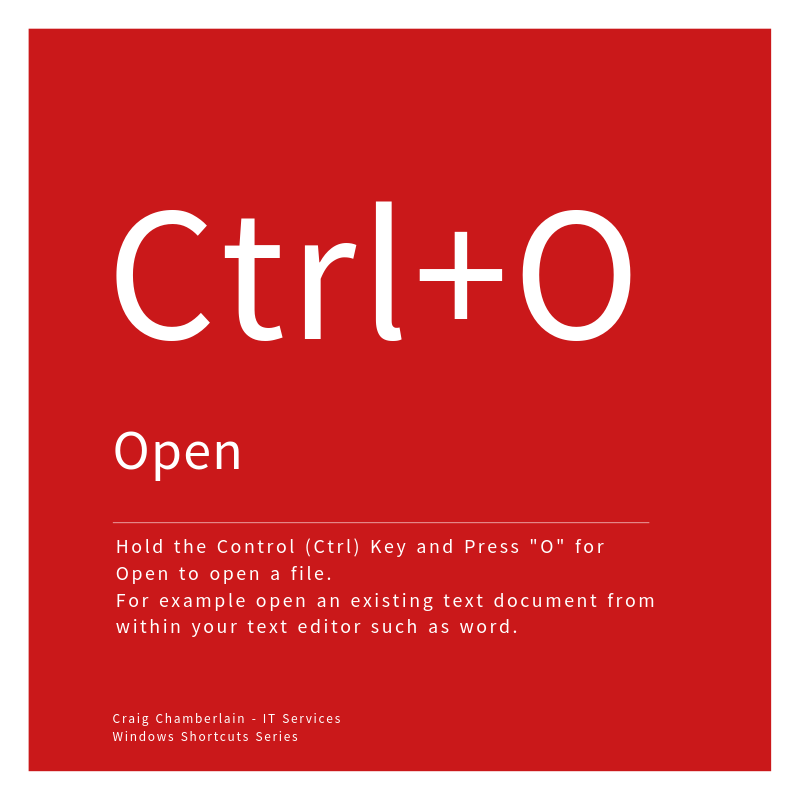 Ctrl+O
Open
Hold the Control (Ctrl) Key and Press "O" for
Open to open a file.
For example open an existing text document from
within your text editor such as word.
Craig Chamberlain - IT Services
Windows Shortcuts Series